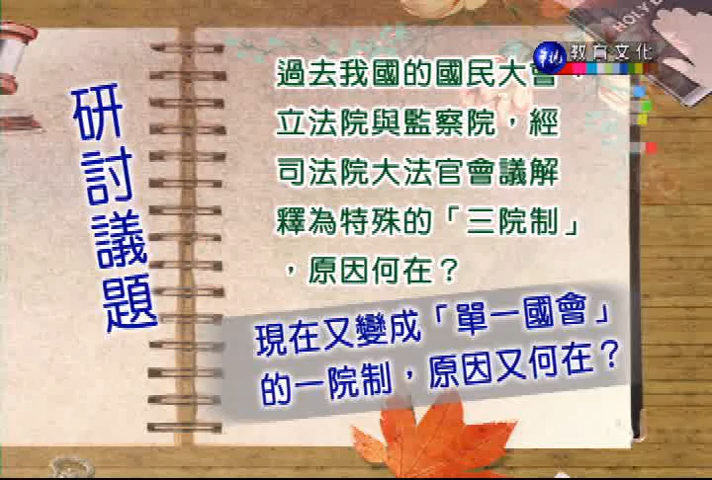 HOLY
華視
教育文化
研討議題
過去我國的國民大會
立法院與監察院，經
司法院大法官會議解
釋為特殊的「三院制」
，原因何在？
現在又變成「單一國會」
的一院制，原因又何在？